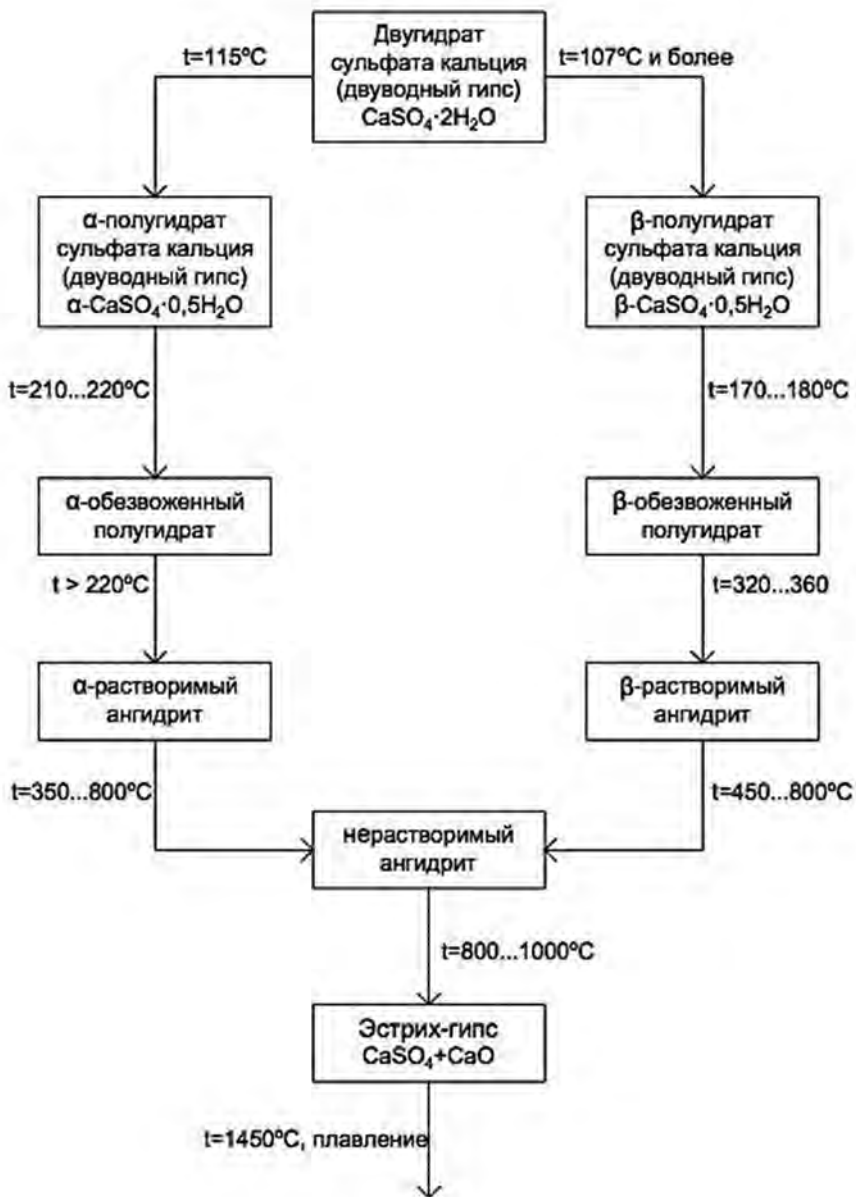 Двугидрат
сульфата кальция
(двуводный гипс)
CaSO₄·2H₂O
t=115ºC
t=107ºC и более
α-полугидрат
сульфата кальция
(двуводный гипс)
α-CaSO₄·0,5H₂O
β-полугидрат
сульфата кальция
(двуводный гипс)
β-CaSO₄·0,5H₂O
t=210...220ºC
t=170...180ºC
α-обезвоженный
полугидрат
β-обезвоженный
полугидрат
t > 220ºC
t=320...360
α-растворимый
ангидрит
β-растворимый
ангидрит
t=350...800ºC
t=450...800ºC
нерастворимый
ангидрит
t=800...1000ºC
Эстрих-гипс
CaSO₄+CaO
t=1450ºC, плавление